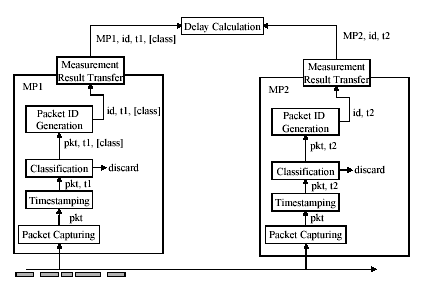 MP1, id, t1, [class]
Delay Calculation
MP2, id, t2
Measurement
Result Transfer
MP1
id, t1, [class]
Packet ID
Generation
pkt, t1, [class]
Classification
discard
pkt, t1
Timestamping
pkt
Packet Capturing
Measurement
Result Transfer
MP2
id, t2
Packet ID
Generation
pkt, t2
Classification
discard
pkt, t2
Timestamping
pkt
Packet Capturing